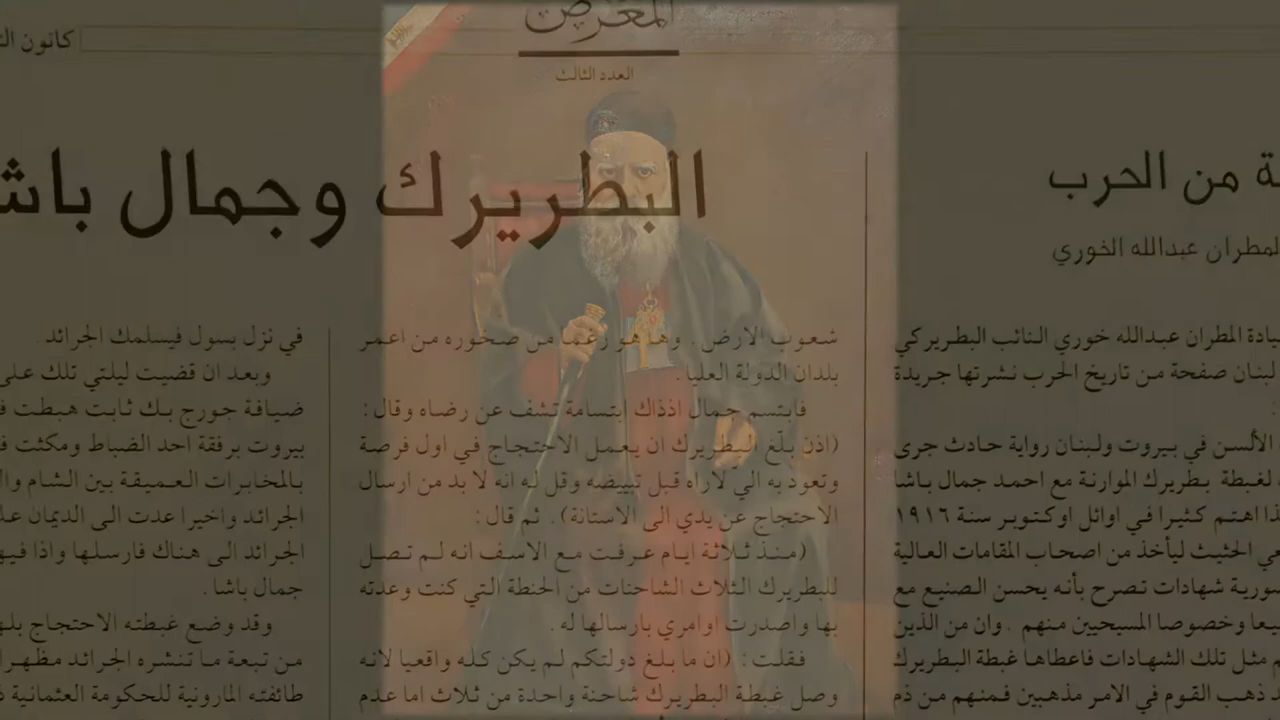 المعرض
العدد الثالث
كانون
البطريرك وجمال
من الحرب
المطران عبدالله الخوري
سيادة المطران عبدالله خوري النائب البطريركي
لبنان صفحة من تاريخ الحرب نشرتها جريدة
الألسن في بيروت ولبنان رواية حادث جرى
لغبطة بطريرك الموارنة مع احمد جمال باشا
اهتم كثيرا في اوائل اوكتوبر سنة ١٩١٦
الحثيث ليأخذ من اصحاب المقامات العالية
شهادات تصرح بأنه يحسن الصنيع مع
وخصوصا المسيحيين منهم . وان من الذين
مثل تلك الشهادات فاعطاها غبطة البطريرك
ذهب القوم في الامر مذهبين فمنهم من ذم
شعوب الارض . وها هو رغما من صخوره من اعمر
بلدان الدولة العليا .
فابتسم جمال اذذاك ابتسامة تشف عن رضاه وقال :
(اذن بلّغ البطريرك ان يعمل الاحتجاج في اول فرصة
وتعود به الي لاراه قبل تبييضه وقل له انه لا بد من ارسال
الاحتجاج عن يدي الى الاستانة) . ثم قال :
(منذ ثلاثة ايام عرفت مع الاسف انه لم تصل
للبطريرك الثلاث الشاحنات من الحنطة التي كنت وعدته
بها واصدرت اوامري بارسالها له .
فقلت : (ان ما بلغ دولتكم لم يكن كله واقعيا لانه
وصل غبطة البطريرك شاحنة واحدة من ثلاث اما عدم
في نزل بسول فيسلمك الجرائد .
وبعد ان قضيت ليلتي تلك على
ضيافة جورج بك ثابت هبطت
بيروت برفقة احد الضباط ومكثت
بالمخابرات العميقة بين الشام
الجرائد واخيرا عدت الى الديمان
الجرائد الى هناك فارسلها واذا
جمال باشا .
وقد وضع غبطته الاحتجاج
من تبعة ما تنشره الجرائد مظهرا
طائفته المارونية للحكومة العثمانية